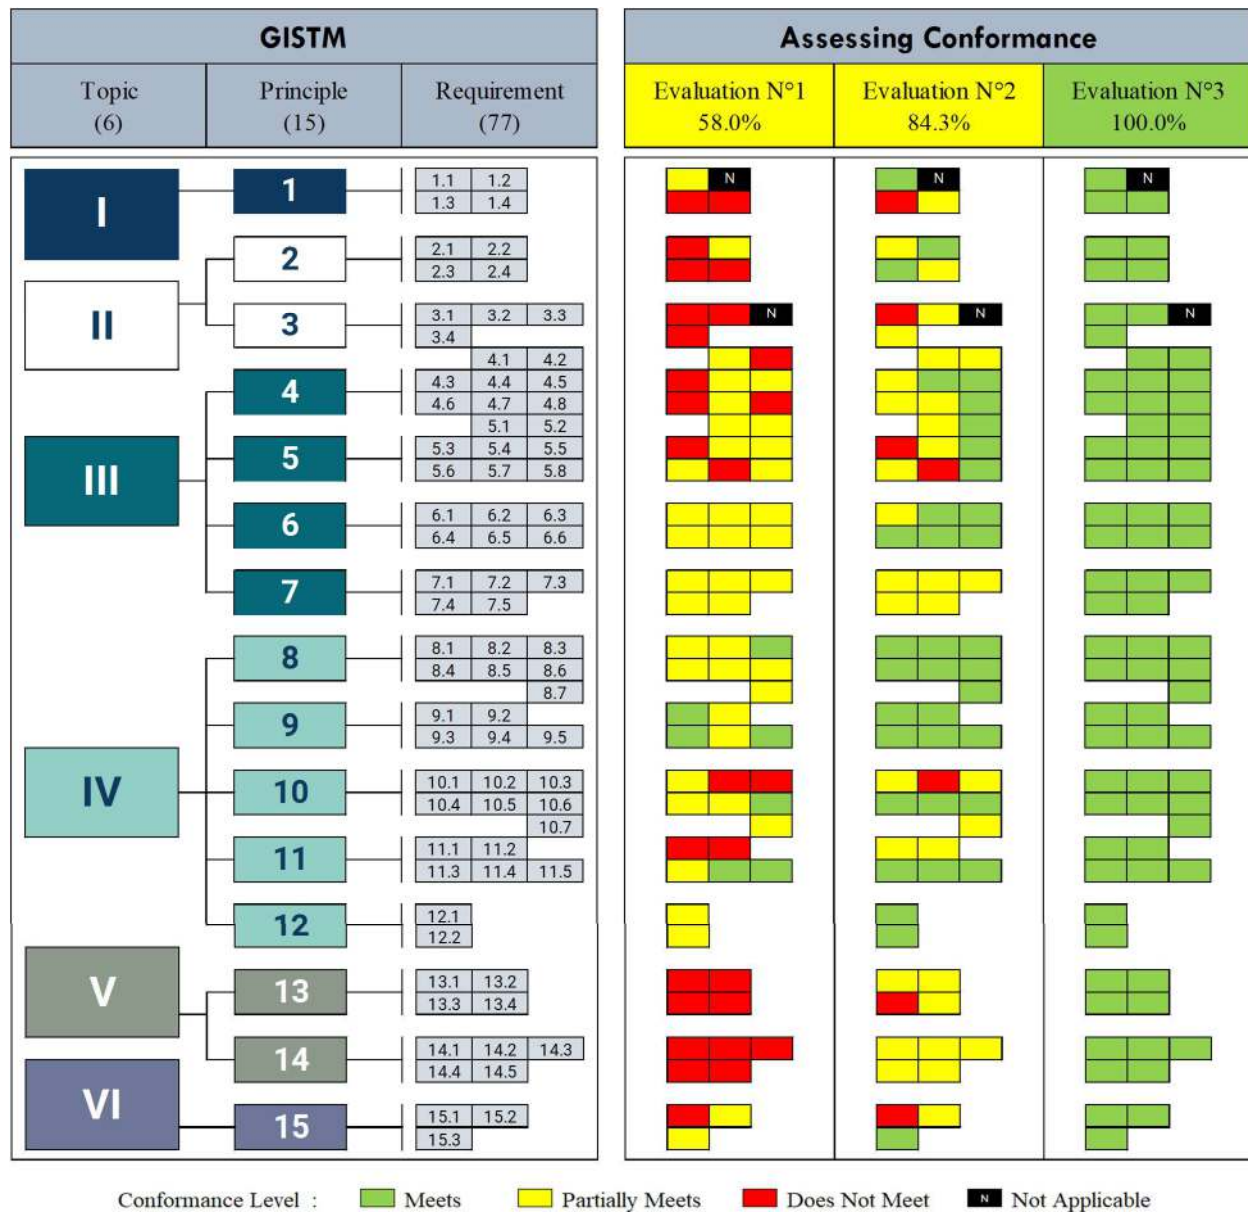 GISTM
Assessing Conformance
Topic
(6)
Principle
(15)
Requirement
(77)
Evaluation N°1
58.0%
Evaluation N°2
84.3%
Evaluation N°3
100.0%
I
1
1.1 1.2
1.3 1.4
N
N
N
II
2
2.1 2.2
2.3 2.4
3
3.1 3.2 3.3
3.4
N
N
N
III
4
4.1 4.2
4.3 4.4 4.5
4.6 4.7 4.8
5
5.1 5.2
5.3 5.4 5.5
5.6 5.7 5.8
6
6.1 6.2 6.3
6.4 6.5 6.6
7
7.1 7.2 7.3
7.4 7.5
IV
8
8.1 8.2 8.3
8.4 8.5 8.6
8.7
9
9.1 9.2
9.3 9.4 9.5
10
10.1 10.2 10.3
10.4 10.5 10.6
10.7
11
11.1 11.2
11.3 11.4 11.5
12
12.1
12.2
V
13
13.1 13.2
13.3 13.4
14
14.1 14.2 14.3
14.4 14.5
VI
15
15.1 15.2
15.3
Conformance Level : Meets Partially Meets Does Not Meet N Not Applicable